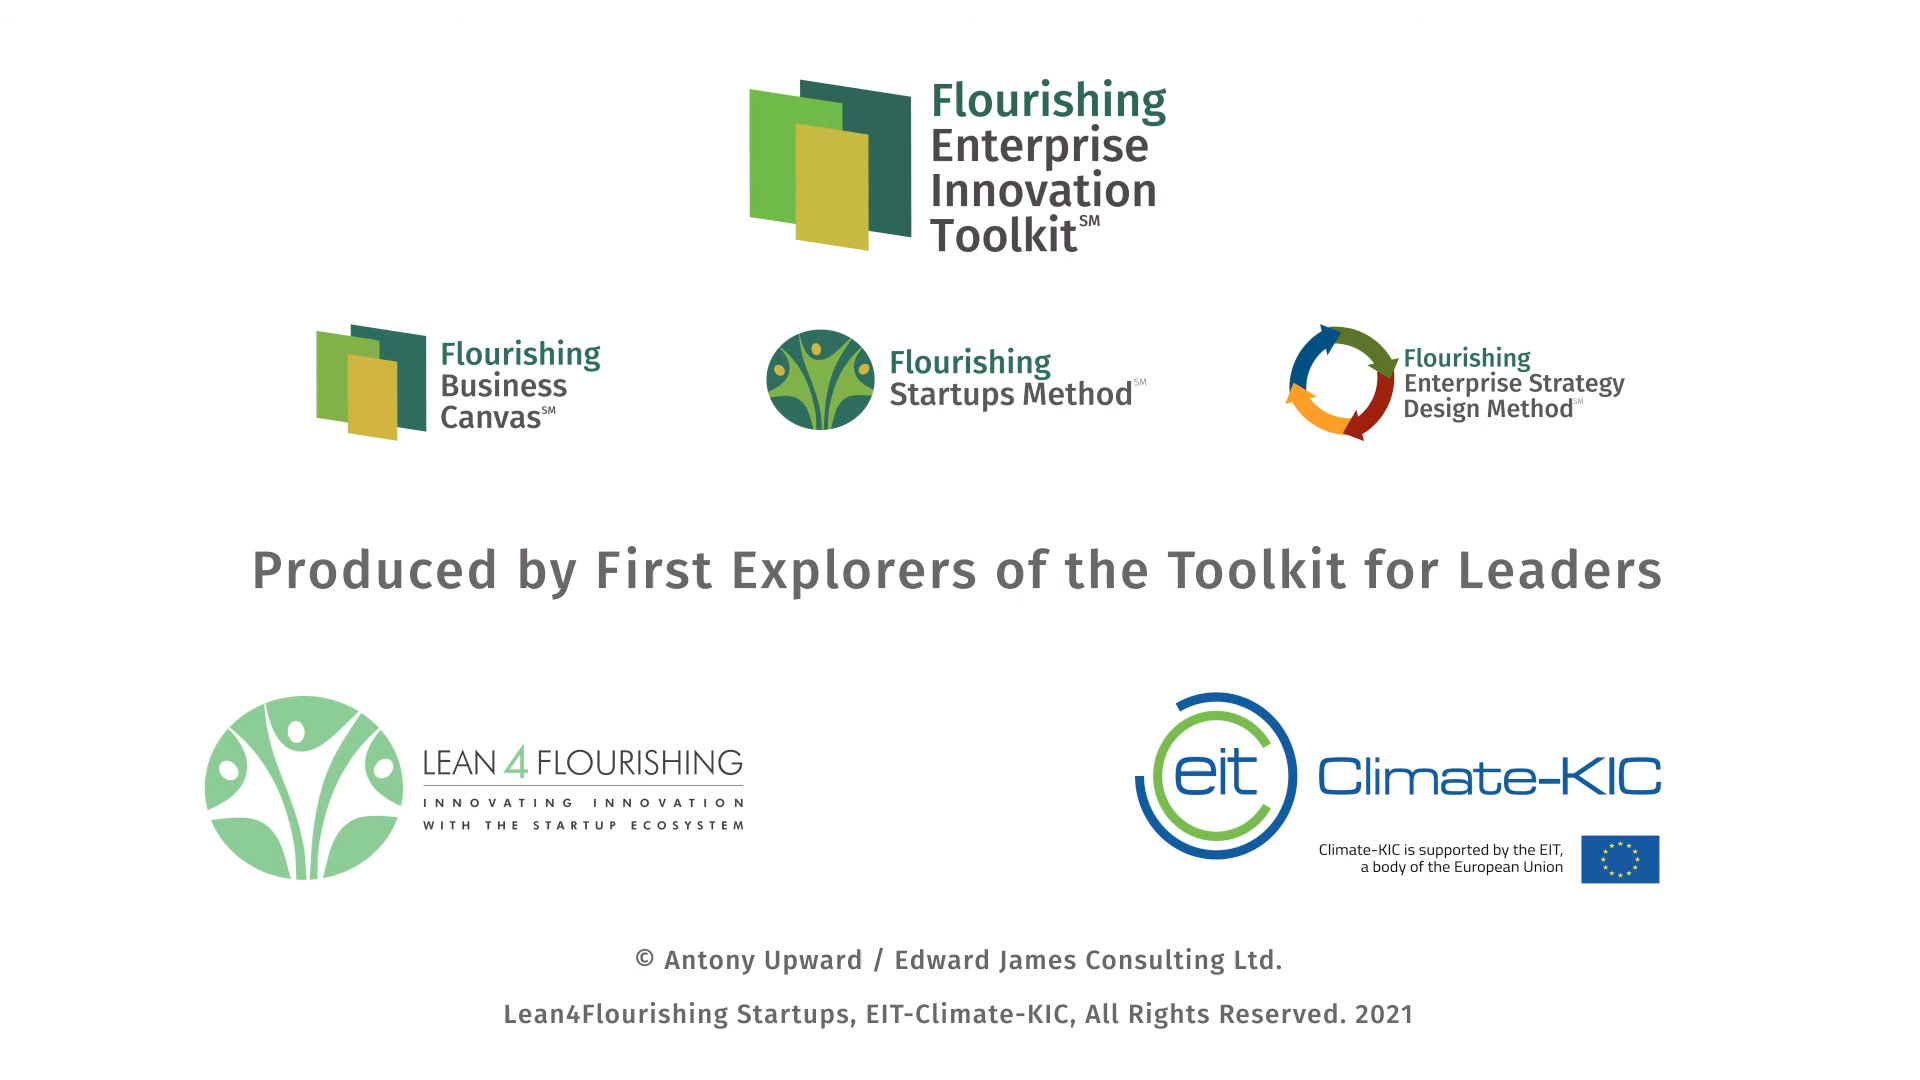 Flourishing
Enterprise
Innovation
Toolkit℠
Flourishing
Business
Canvas℠
Flourishing
Startups Method℠
Flourishing
Enterprise Strategy
Design Method℠
Produced by First Explorers of the Toolkit for Leaders
LEAN 4 FLOURISHING
INNOVATING INNOVATION
WITH THE STARTUP ECOSYSTEM
eit Climate-KIC
Climate-KIC is supported by the EIT,
a body of the European Union
© Antony Upward / Edward James Consulting Ltd.
Lean4Flourishing Startups, EIT-Climate-KIC, All Rights Reserved. 2021